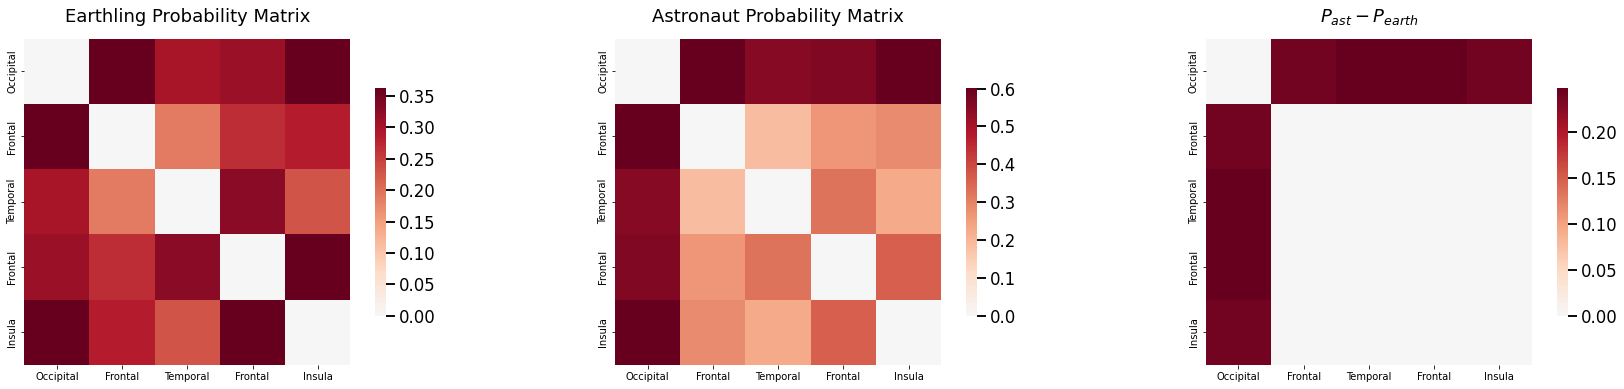 Earthling Probability Matrix
Occipital
Frontal
Temporal
Frontal
Insula
Occipital Frontal Temporal Frontal Insula
0.35
0.30
0.25
0.20
0.15
0.10
0.05
0.00
Astronaut Probability Matrix
Occipital
Frontal
Temporal
Frontal
Insula
Occipital Frontal Temporal Frontal Insula
0.6
0.5
0.4
0.3
0.2
0.1
0.0
P_ast − P_earth
Occipital
Frontal
Temporal
Frontal
Insula
Occipital Frontal Temporal Frontal Insula
0.20
0.15
0.10
0.05
0.00